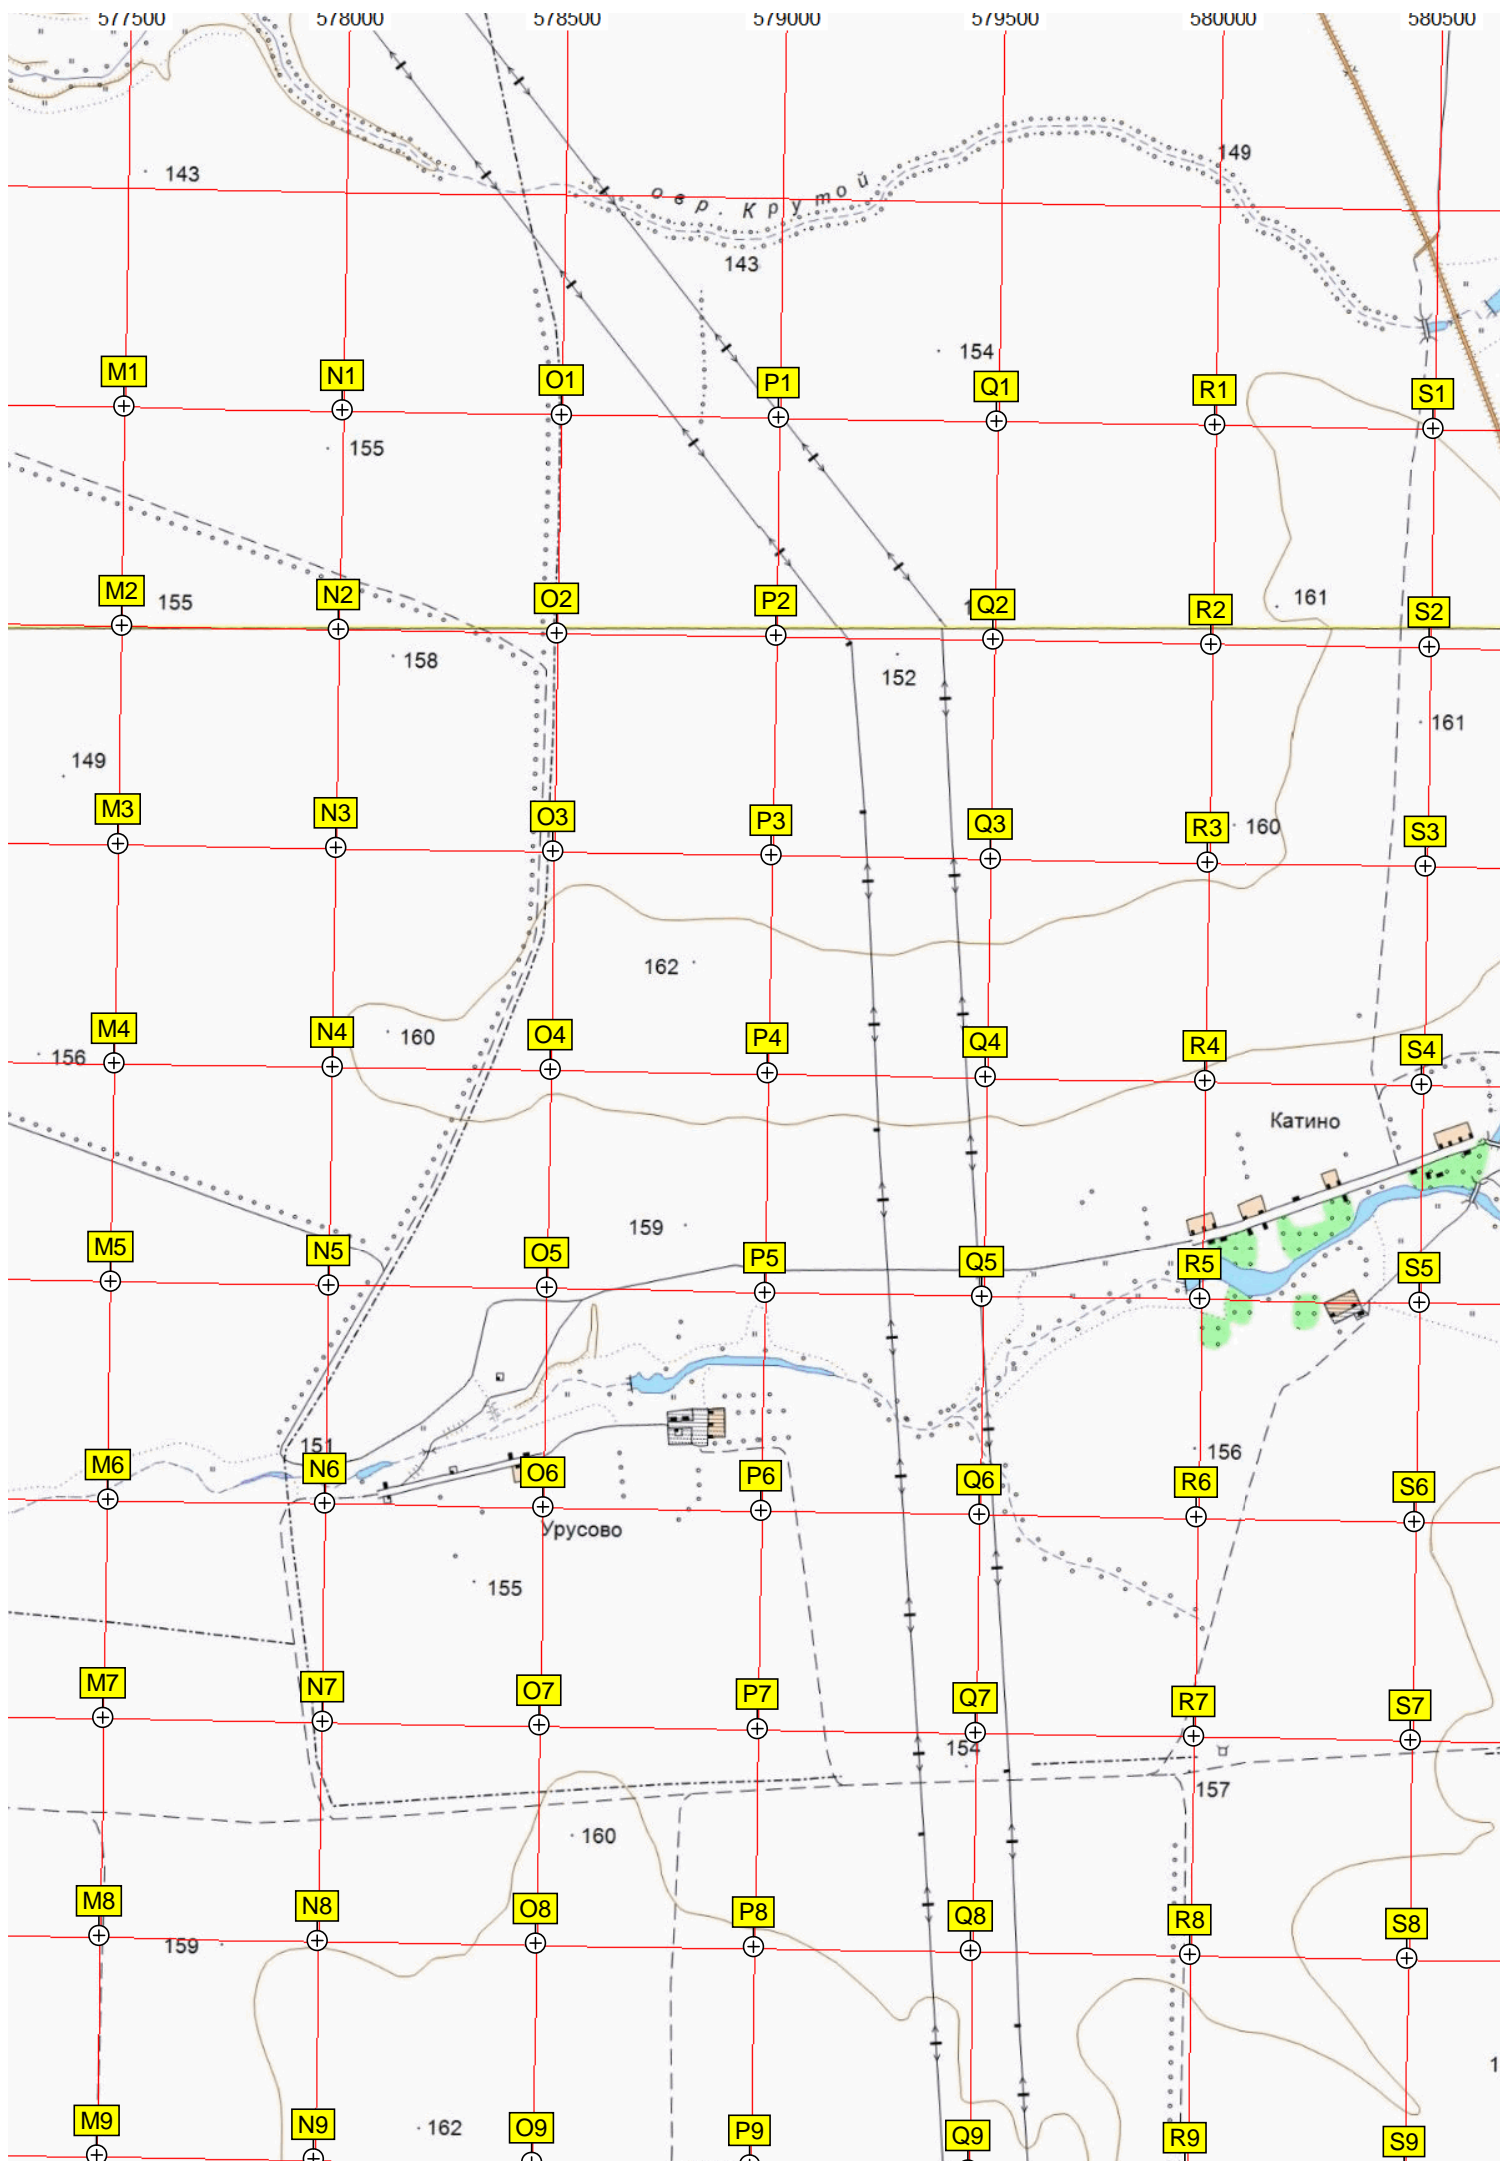 577500 578000 578500 579000 579500 580000 580500
149
143
овр. Крутой
143
154
M1 N1 O1 P1 Q1 R1 S1
155
M2 155 N2 O2 P2 Q2 R2 161 S2
158
152
161
149
M3 N3 O3 P3 Q3 R3 160 S3
162
M4 N4 160 O4 P4 Q4 R4 S4
156
Катино
159
M5 N5 O5 P5 Q5 R5 S5
151
156
M6 N6 O6 P6 Q6 R6 S6
Урусово
155
M7 N7 O7 P7 Q7 R7 S7
154
157
160
M8 N8 O8 P8 Q8 R8 S8
159
M9 N9 162 O9 P9 Q9 R9 S9